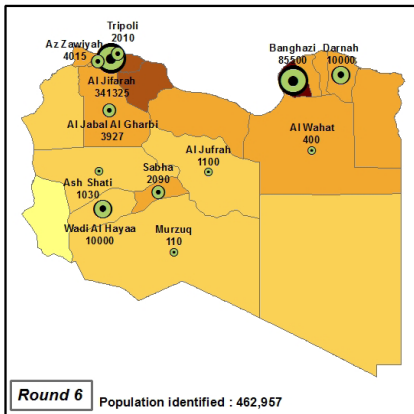 Tripoli
2010
Az Zawiyah
4015
Al Jifarah
341325
Al Jabal Al Gharbi
3927
Banghazi
85500
Darnah
10000
Al Wahat
400
Al Jufrah
1100
Sabha
2090
Ash Shati
1030
Wadi Al Hayaa
10000
Murzuq
110
Round 6
Population identified : 462,957